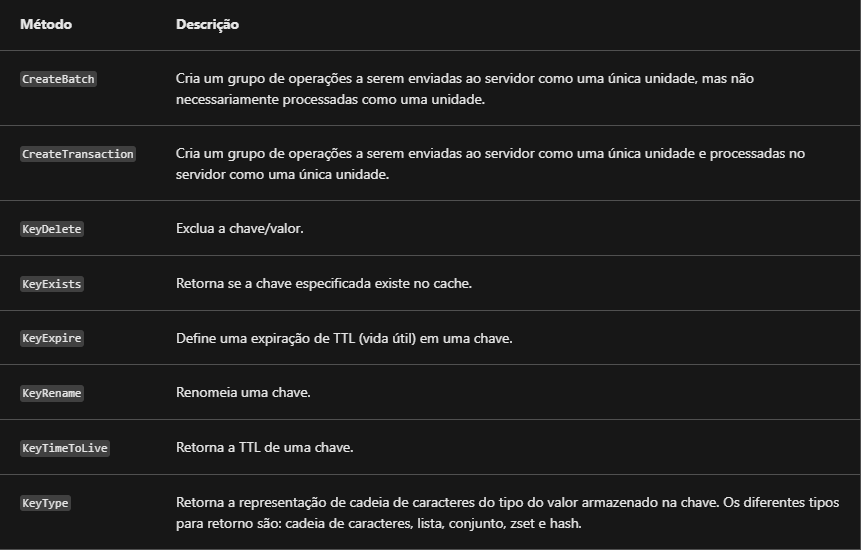 Método Descrição
CreateBatch Cria um grupo de operações a serem enviadas ao servidor como uma única unidade, mas não
necessariamente processadas como uma unidade.
CreateTransaction Cria um grupo de operações a serem enviadas ao servidor como uma única unidade e processadas no
servidor como uma única unidade.
KeyDelete Exclua a chave/valor.
KeyExists Retorna se a chave especificada existe no cache.
KeyExpire Define uma expiração de TTL (vida útil) em uma chave.
KeyRename Renomeia uma chave.
KeyTimeToLive Retorna a TTL de uma chave.
KeyType Retorna a representação de cadeia de caracteres do tipo do valor armazenado na chave. Os diferentes tipos
para retorno são: cadeia de caracteres, lista, conjunto, zset e hash.